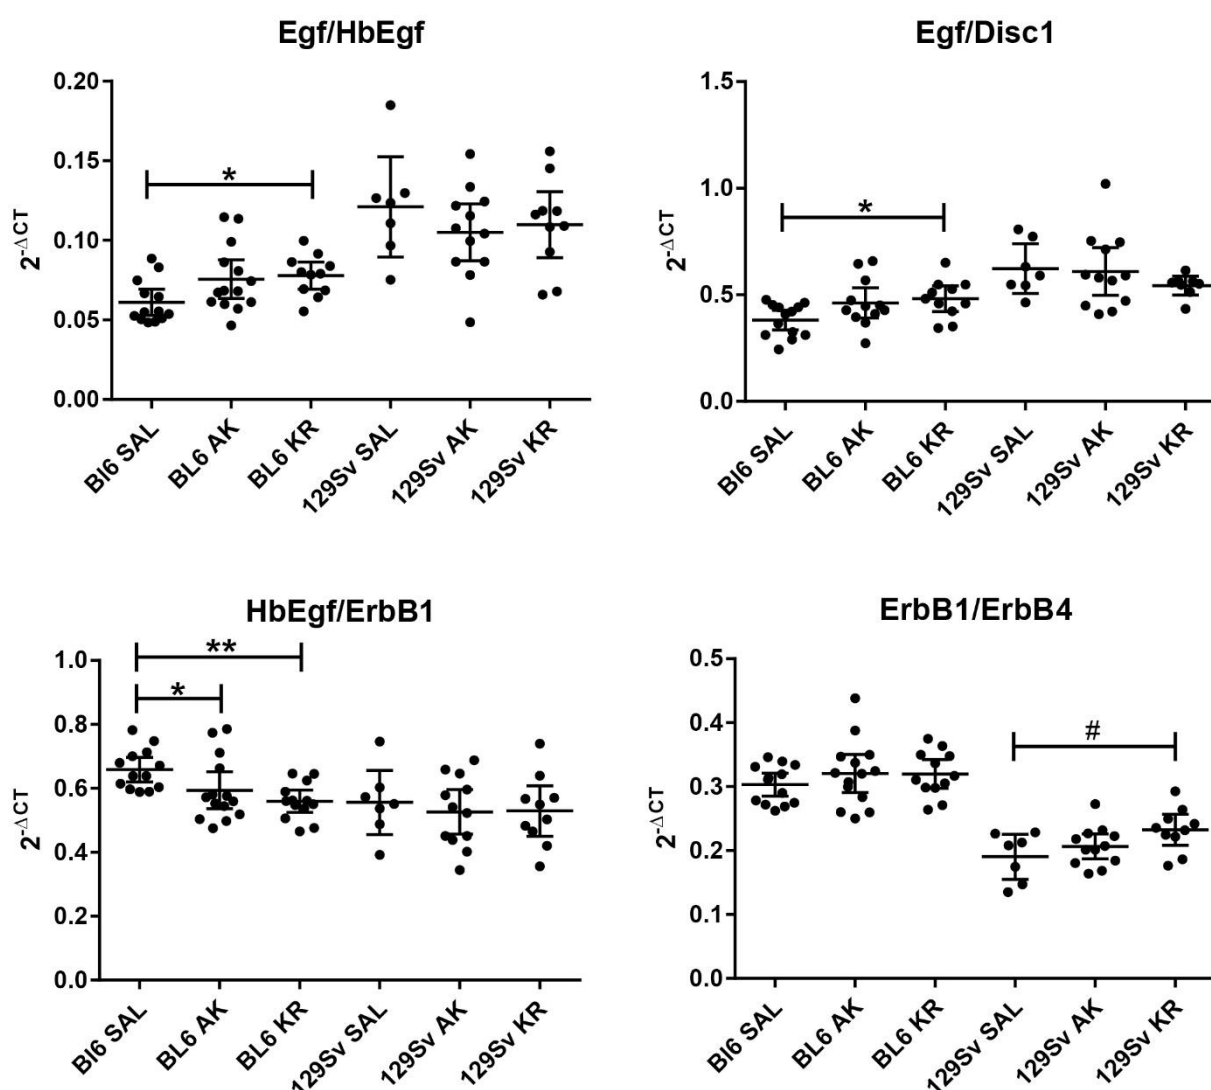 Egf/HbEgf
0.20
0.15
0.10
0.05
0.00
2^-ΔCT
*
Bl6 SAL
BL6 AK
BL6 KR
129Sv SAL
129Sv AK
129Sv KR
Egf/Disc1
1.5
1.0
0.5
0.0
2^-ΔCT
*
Bl6 SAL
BL6 AK
BL6 KR
129Sv SAL
129Sv AK
129Sv KR
HbEgf/ErbB1
1.0
0.8
0.6
0.4
0.2
0.0
2^-ΔCT
**
*
Bl6 SAL
BL6 AK
BL6 KR
129Sv SAL
129Sv AK
129Sv KR
ErbB1/ErbB4
0.5
0.4
0.3
0.2
0.1
0.0
2^-ΔCT
#
Bl6 SAL
BL6 AK
BL6 KR
129Sv SAL
129Sv AK
129Sv KR